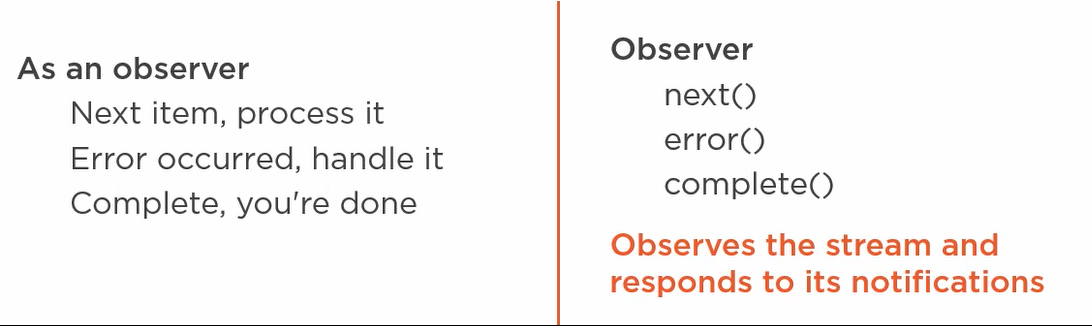 As an observer
Next item, process it
Error occurred, handle it
Complete, you're done
Observer
next()
error()
complete()
Observes the stream and
responds to its notifications